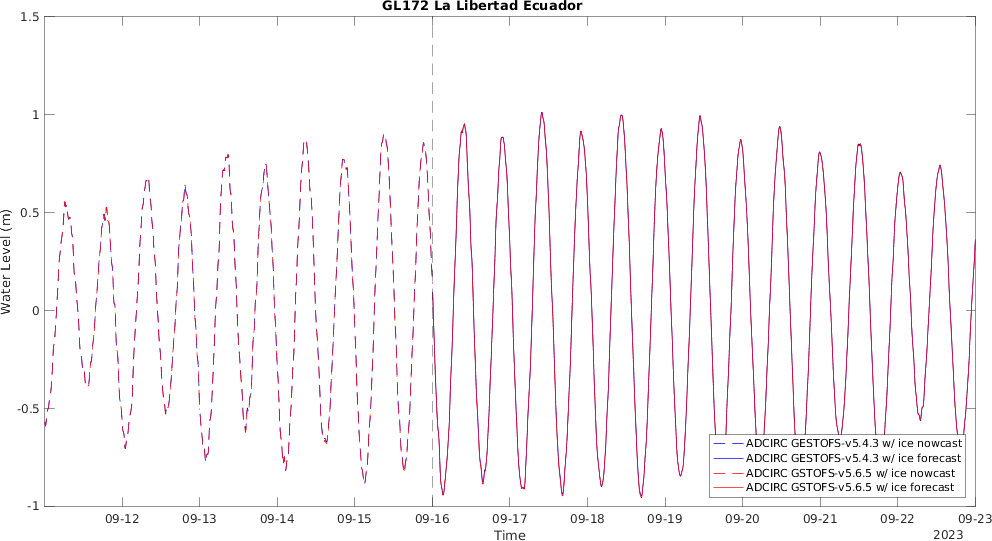 GL172 La Libertad Ecuador
1.5
1
0.5
0
-0.5
-1
Water Level (m)
ADCIRC GESTOFS-v5.4.3 w/ ice nowcast
ADCIRC GESTOFS-v5.4.3 w/ ice forecast
ADCIRC GSTOFS-v5.6.5 w/ ice nowcast
ADCIRC GSTOFS-v5.6.5 w/ ice forecast
09-12 09-13 09-14 09-15 09-16 09-17 09-18 09-19 09-20 09-21 09-22 09-23
Time
2023